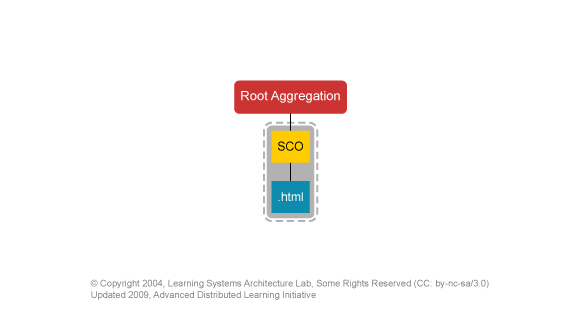 Root Aggregation
SCO
.html
© Copyright 2004, Learning Systems Architecture Lab, Some Rights Reserved (CC: by-nc-sa/3.0)
Updated 2009, Advanced Distributed Learning Initiative